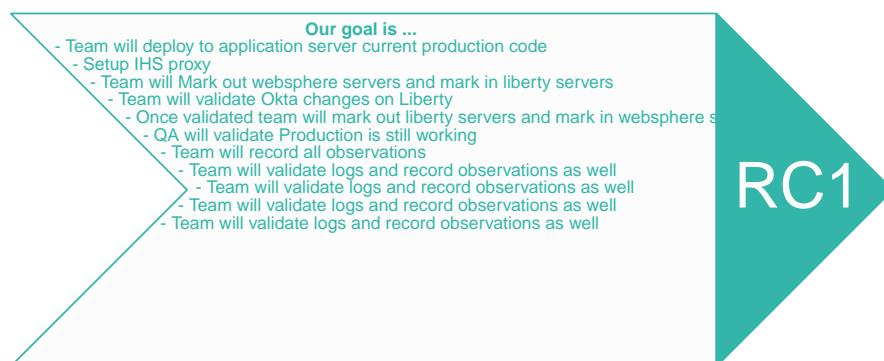 Our goal is ...
- Team will deploy to application server current production code
- Setup IHS proxy
- Team will Mark out websphere servers and mark in liberty servers
- Team will validate Okta changes on Liberty
- Once validated team will mark out liberty servers and mark in websphere s
- QA will validate Production is still working
- Team will record all observations
- Team will validate logs and record observations as well
- Team will validate logs and record observations as well
- Team will validate logs and record observations as well
- Team will validate logs and record observations as well
RC1